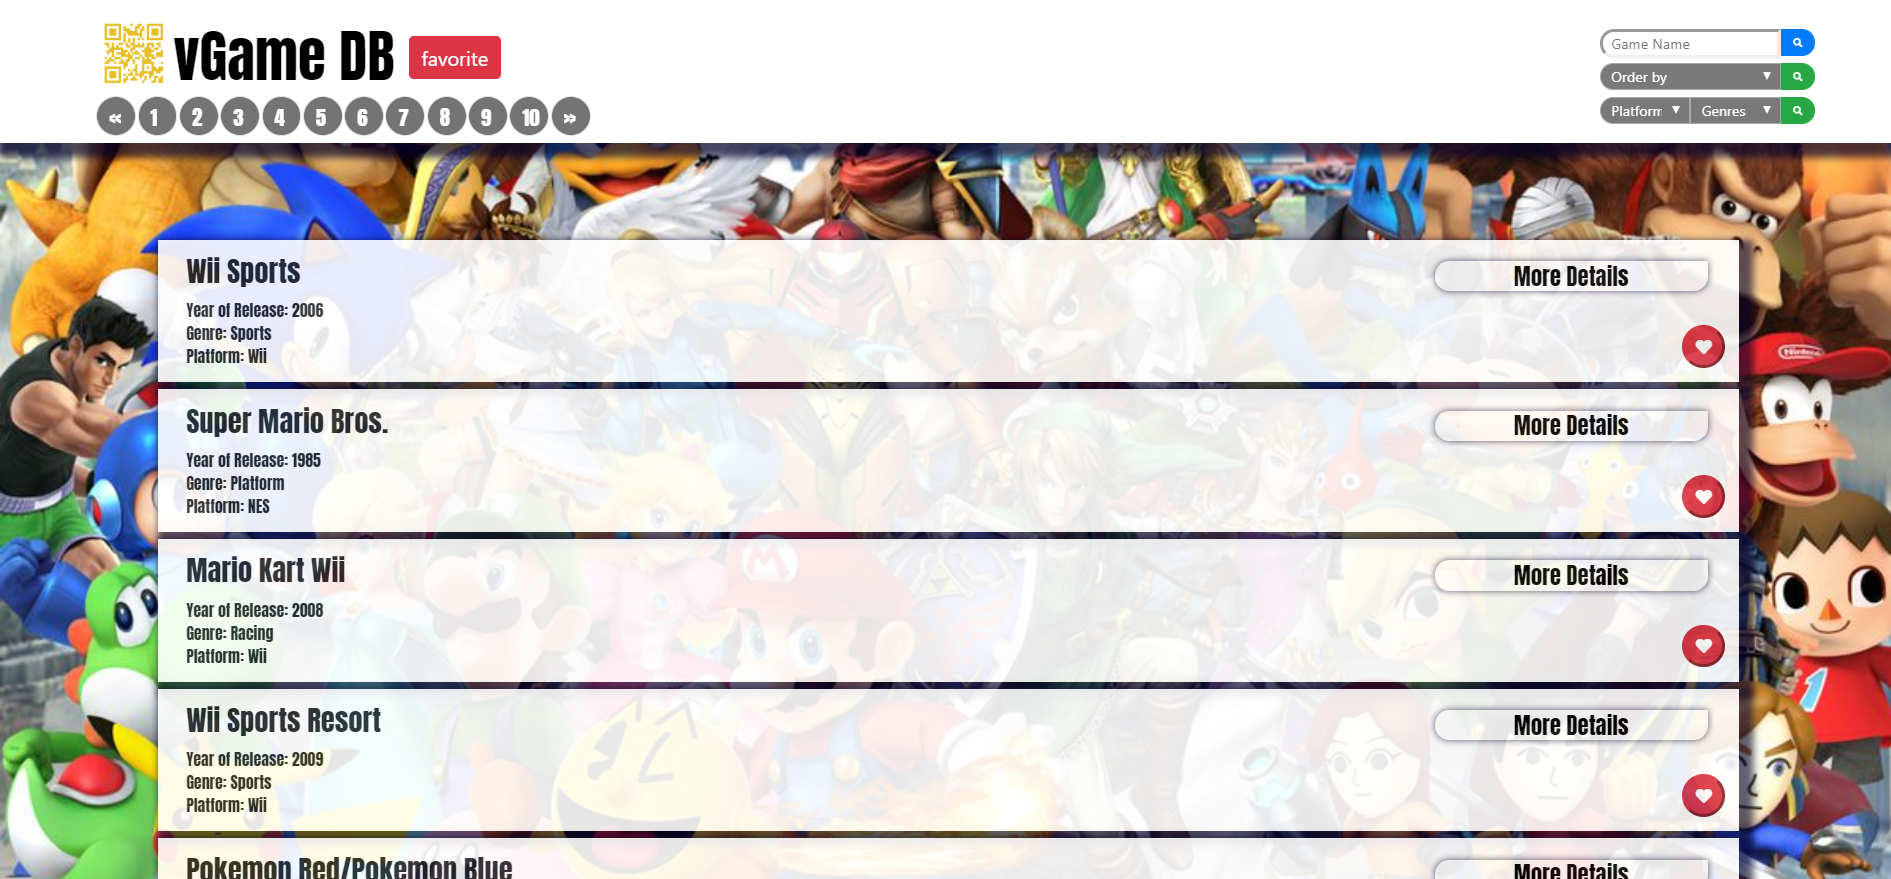 vGame DB favorite
« 1 2 3 4 5 6 7 8 9 10 »
Game Name
Order by
Platform Genres
Wii Sports
More Details
Year of Release: 2006
Genre: Sports
Platform: Wii
Super Mario Bros.
More Details
Year of Release: 1985
Genre: Platform
Platform: NES
Mario Kart Wii
More Details
Year of Release: 2008
Genre: Racing
Platform: Wii
Wii Sports Resort
More Details
Year of Release: 2009
Genre: Sports
Platform: Wii
Pokemon Red/Pokemon Blue
More Details
Nintendo
M
1